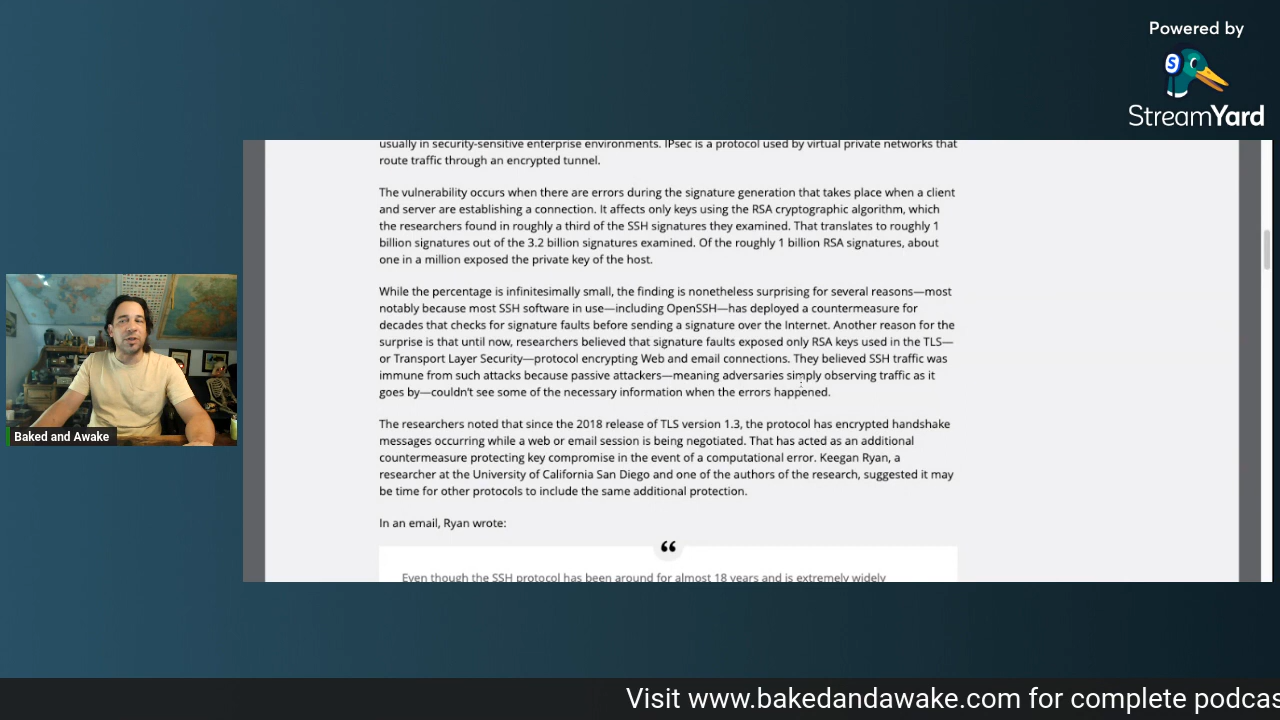 Powered by
StreamYard
usually in security-sensitive enterprise environments. IPsec is a protocol used by virtual private networks that
route traffic through an encrypted tunnel.
The vulnerability occurs when there are errors during the signature generation that takes place when a client
and server are establishing a connection. It affects only keys using the RSA cryptographic algorithm, which
the researchers found in roughly a third of the SSH signatures they examined. That translates to roughly 1
billion signatures out of the 3.2 billion signatures examined. Of the roughly 1 billion RSA signatures, about
one in a million exposed the private key of the host.
While the percentage is infinitesimally small, the finding is nonetheless surprising for several reasons—most
notably because most SSH software in use—including OpenSSH—has deployed a countermeasure for
decades that checks for signature faults before sending a signature over the Internet. Another reason for the
surprise is that until now, researchers believed that signature faults exposed only RSA keys used in the TLS—
or Transport Layer Security—protocol encrypting Web and email connections. They believed SSH traffic was
immune from such attacks because passive attackers—meaning adversaries simply observing traffic as it
goes by—couldn't see some of the necessary information when the errors happened.
The researchers noted that since the 2018 release of TLS version 1.3, the protocol has encrypted handshake
messages occurring while a web or email session is being negotiated. That has acted as an additional
countermeasure protecting key compromise in the event of a computational error. Keegan Ryan, a
researcher at the University of California San Diego and one of the authors of the research, suggested it may
be time for other protocols to include the same additional protection.
In an email, Ryan wrote:
“
Even though the SSH protocol has been around for almost 18 years and is extremely widely
Baked and Awake
Visit www.bakedandawake.com for complete podcas